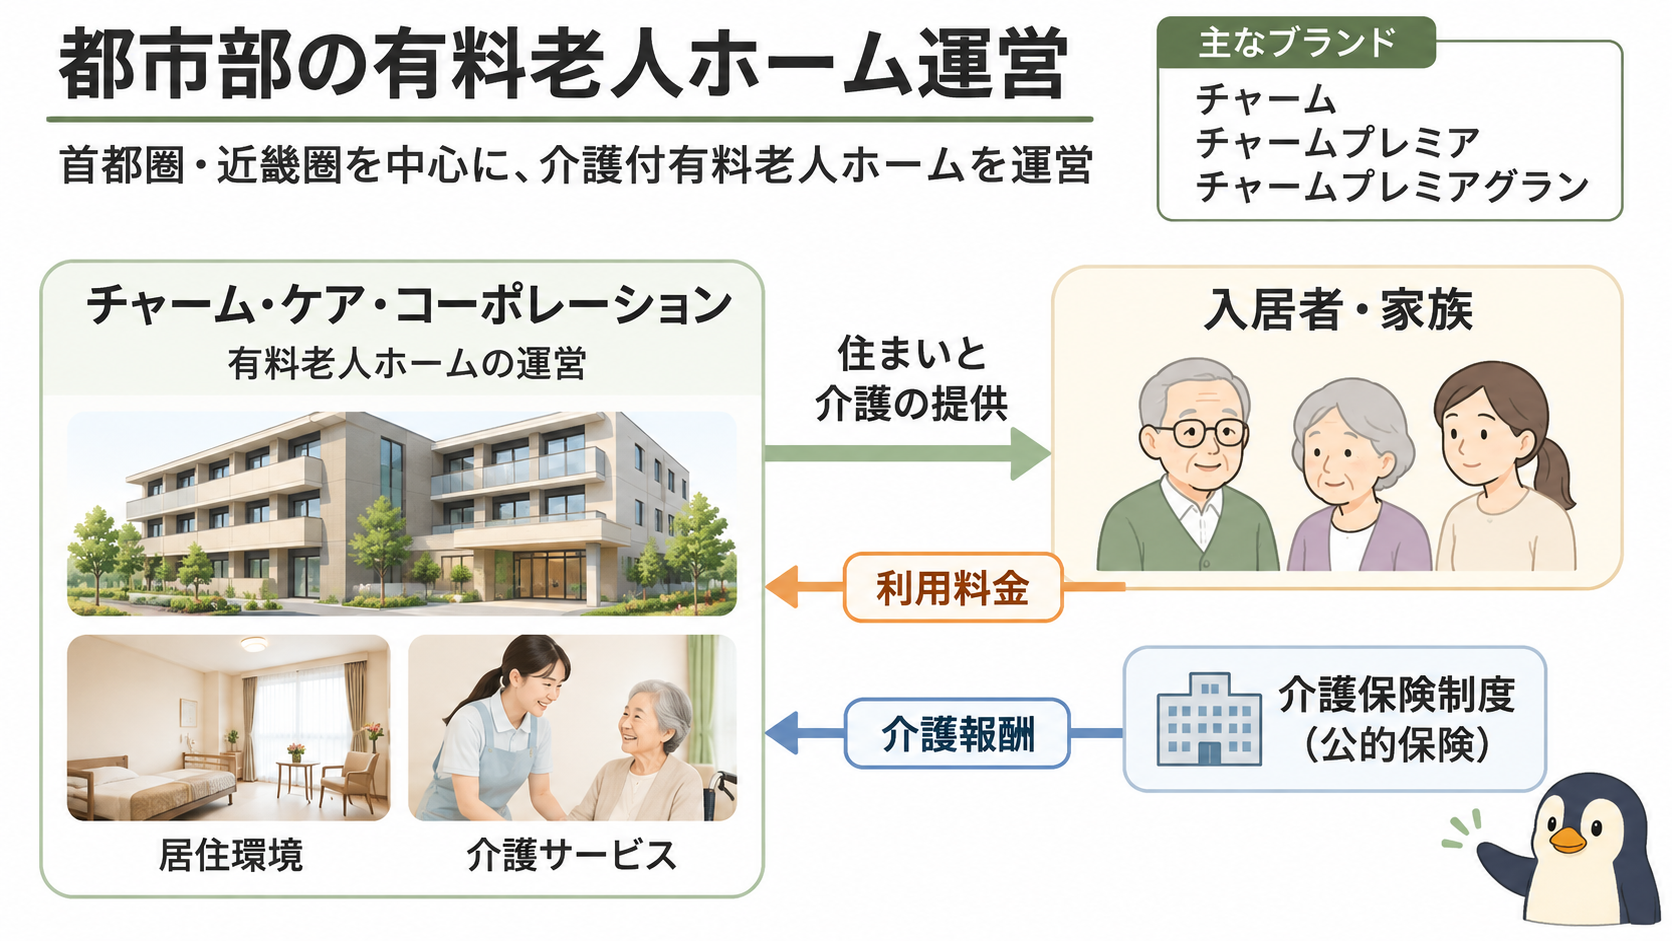 都市部の有料老人ホーム運営
首都圏・近畿圏を中心に、介護付有料老人ホームを運営
主なブランド
チャーム
チャームプレミア
チャームプレミアグラン
チャーム・ケア・コーポレーション
有料老人ホームの運営
居住環境
介護サービス
住まいと
介護の提供
入居者・家族
利用料金
介護報酬
介護保険制度
（公的保険）